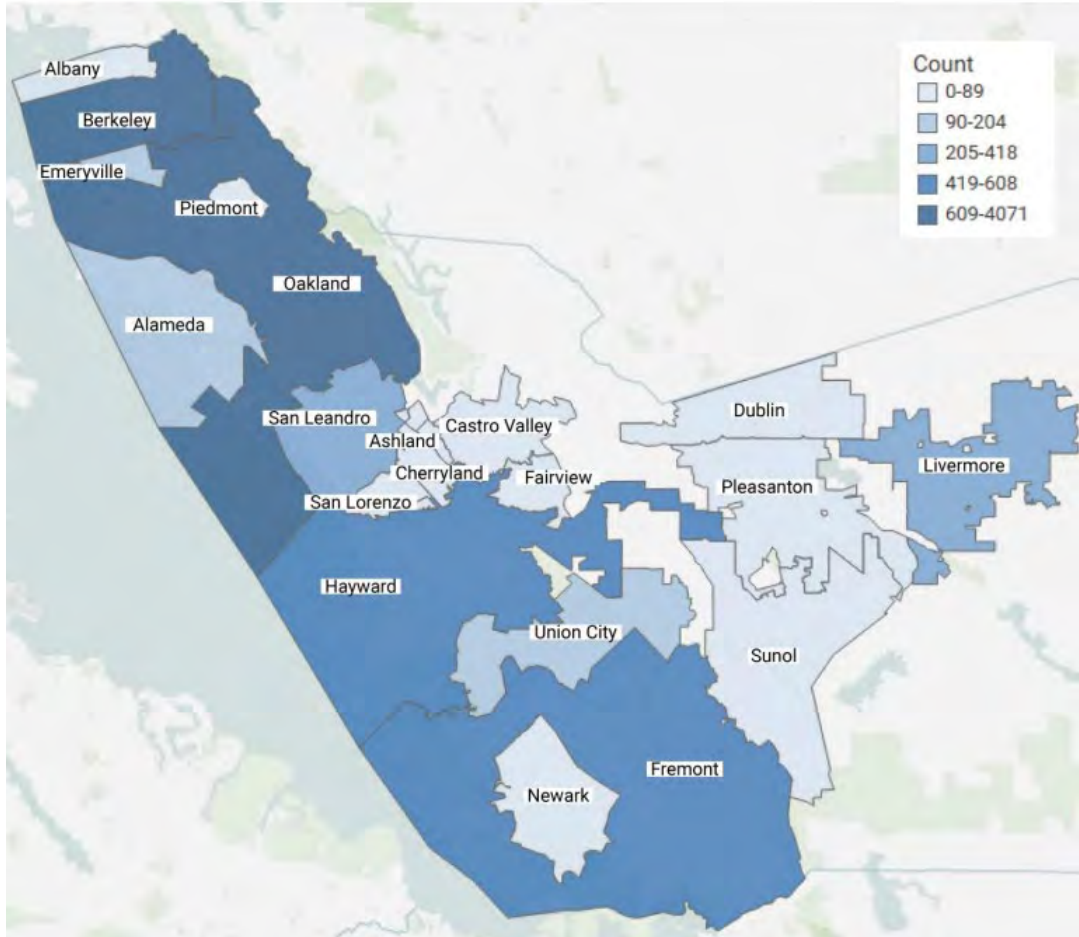 Count
0-89
90-204
205-418
419-608
609-4071
Albany
Berkeley
Emeryville
Piedmont
Oakland
Alameda
San Leandro
Ashland
Castro Valley
Cherryland
Fairview
San Lorenzo
Dublin
Livermore
Pleasanton
Hayward
Union City
Sunol
Fremont
Newark